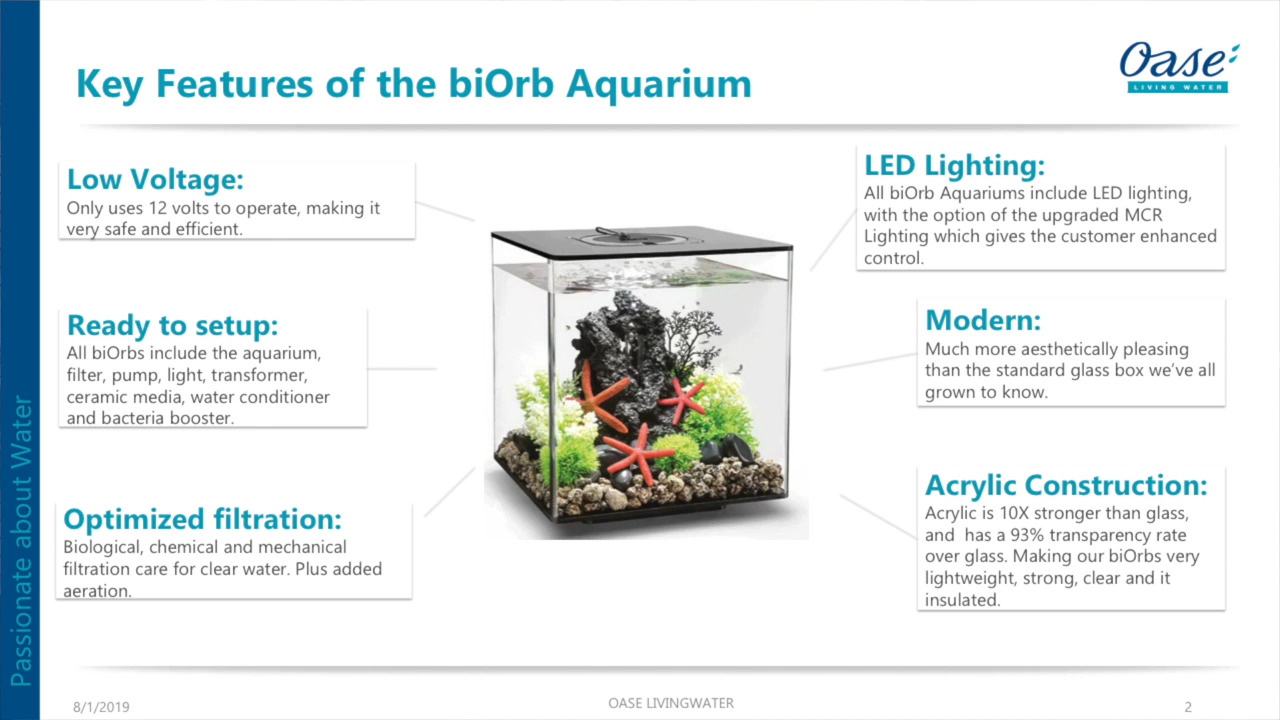 Key Features of the biOrb Aquarium
Oase
LIVING WATER
Low Voltage:
Only uses 12 volts to operate, making it
very safe and efficient.
Ready to setup:
All biOrbs include the aquarium,
filter, pump, light, transformer,
ceramic media, water conditioner
and bacteria booster.
Optimized filtration:
Biological, chemical and mechanical
filtration care for clear water. Plus added
aeration.
LED Lighting:
All biOrb Aquariums include LED lighting,
with the option of the upgraded MCR
Lighting which gives the customer enhanced
control.
Modern:
Much more aesthetically pleasing
than the standard glass box we’ve all
grown to know.
Acrylic Construction:
Acrylic is 10X stronger than glass,
and  has a 93% transparency rate
over glass. Making our biOrbs very
lightweight, strong, clear and it
insulated.
Passionate about Water
8/1/2019
OASE LIVINGWATER
2